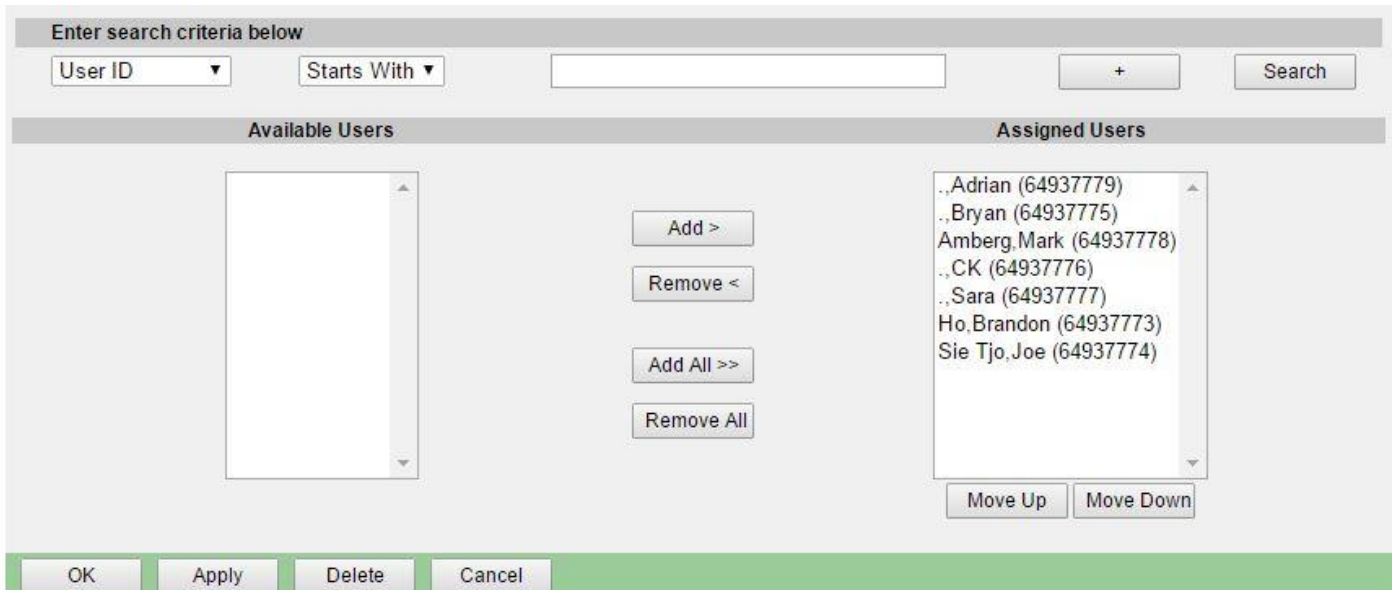 Enter search criteria below
User ID Starts With + Search
Available Users Assigned Users
.,Adrian (64937779)
.,Bryan (64937775)
Add >
Amberg,Mark (64937778)
.,CK (64937776)
Remove <
.,Sara (64937777)
Ho,Brandon (64937773)
Sie Tjo,Joe (64937774)
Add All >>
Remove All
Move Up Move Down
OK Apply Delete Cancel